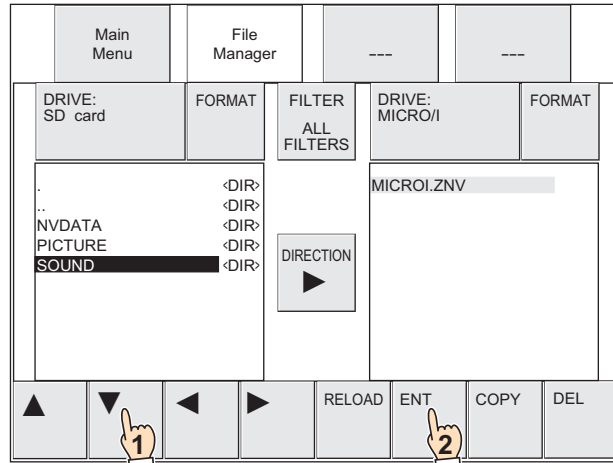 Main
Menu
File
Manager
---
---
DRIVE:
SD card
FORMAT
FILTER
ALL
FILTERS
DRIVE:
MICRO/I
FORMAT
. <DIR>
.. <DIR>
NVDATA <DIR>
PICTURE <DIR>
SOUND <DIR>
DIRECTION
▶
MICROI.ZNV
▲ ▼ ◀ ▶ RELOAD ENT COPY DEL
1 2